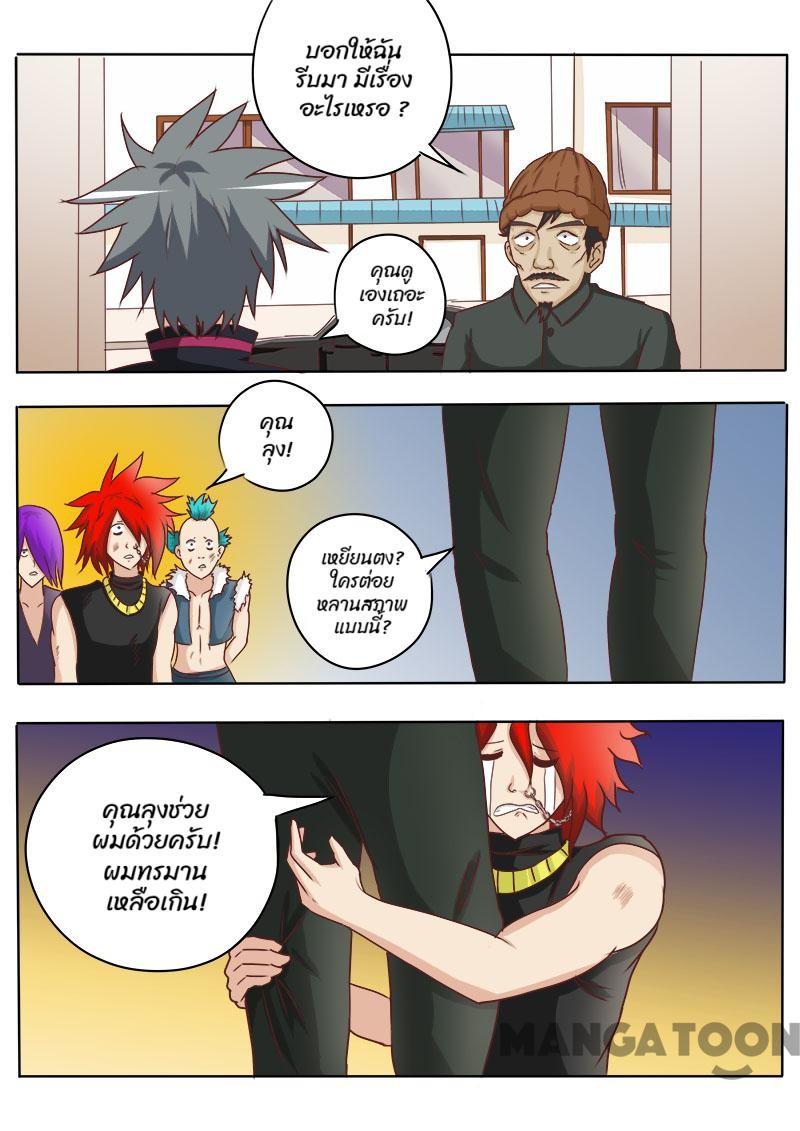 บอกให้ฉัน
รีบมา มีเรื่อง
อะไรเหรอ ?
คุณดู
เองเถอะ
ครับ!
คุณ
ลุง!
เหยียนตง?
ใครต่อย
หลานสภาพ
แบบนี้?
คุณลุงช่วย
ผมด้วยครับ!
ผมทรมาน
เหลือเกิน!
MANGATOON